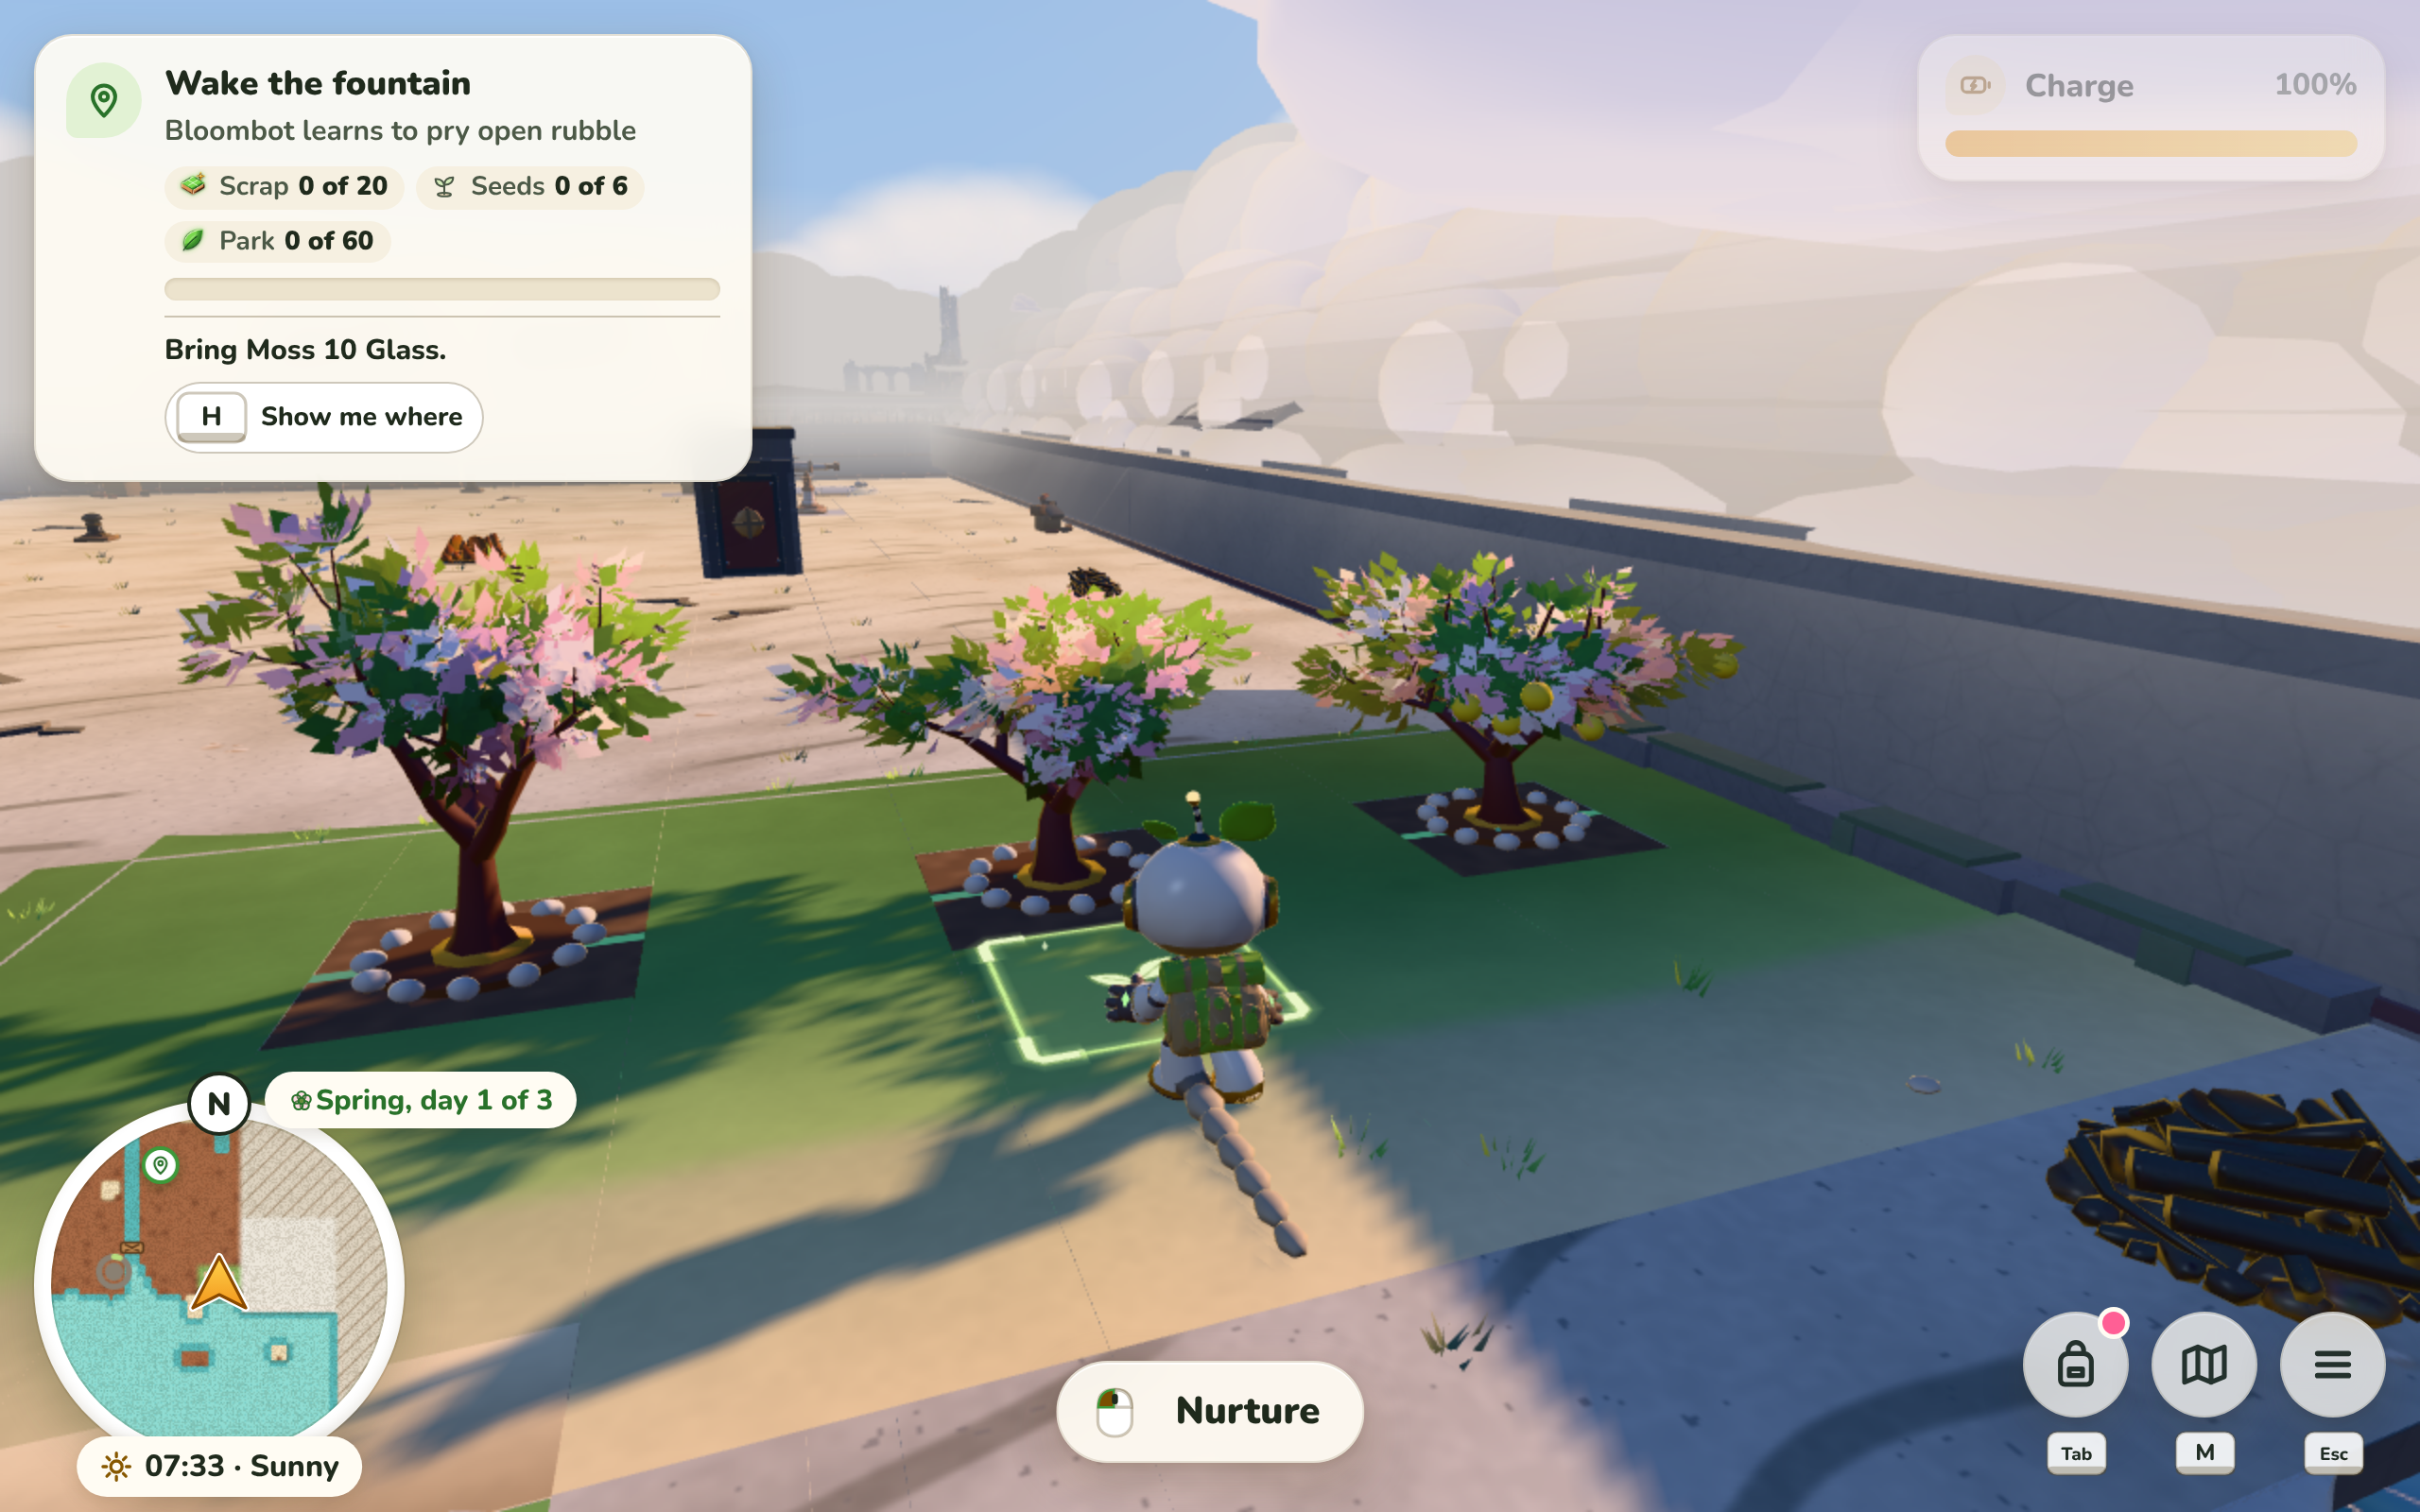 Wake the fountain
Bloombot learns to pry open rubble
Scrap 0 of 20 Seeds 0 of 6
Park 0 of 60
Bring Moss 10 Glass.
H Show me where
Charge 100%
N
Spring, day 1 of 3
07:33 · Sunny
Nurture
Tab M Esc